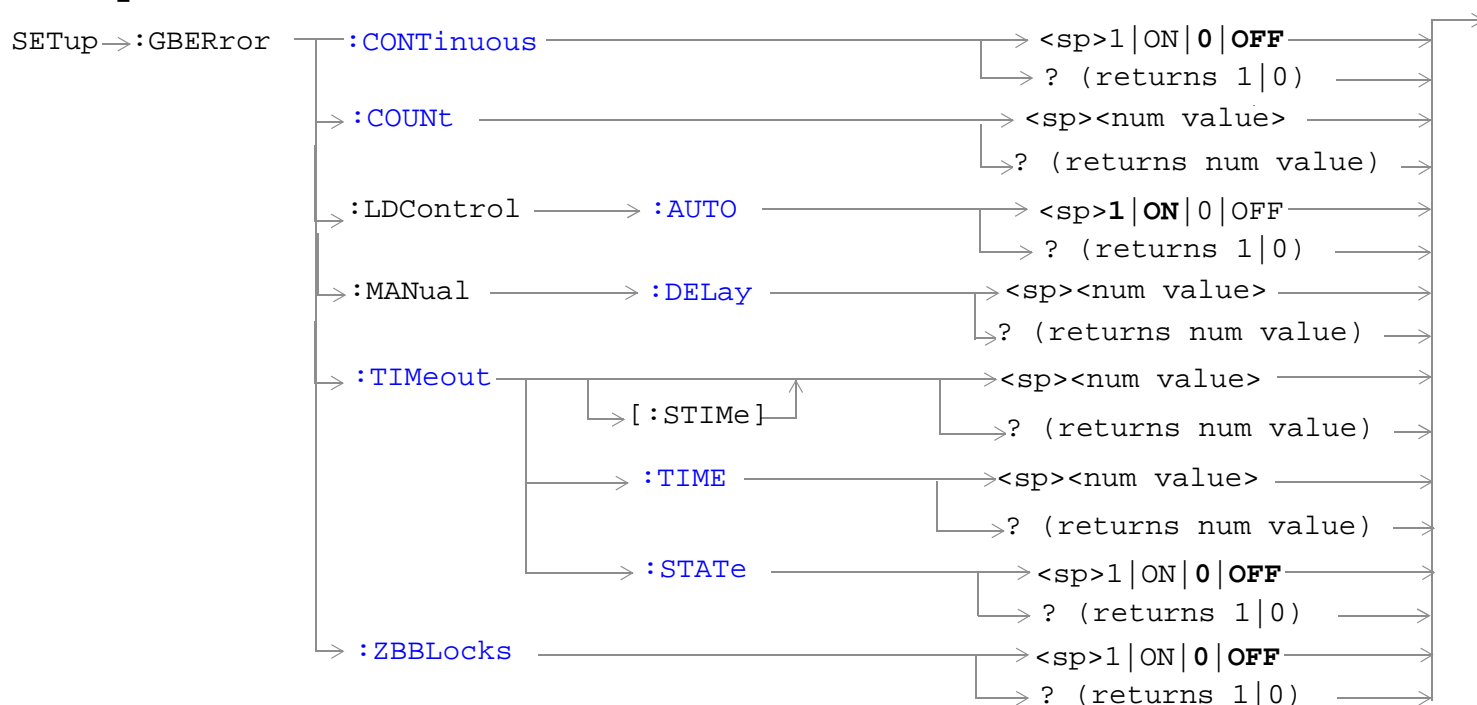 SETup :GBERror :CONTinuous <sp>1|ON|0|OFF
? (returns 1|0)
:COUNt <sp><num value>
? (returns num value)
:LDControl :AUTO <sp>1|ON|0|OFF
? (returns 1|0)
:MANual :DELay <sp><num value>
? (returns num value)
:TIMeout <sp><num value>
[:STIMe] ? (returns num value)
:TIME <sp><num value>
? (returns num value)
:STATe <sp>1|ON|0|OFF
? (returns 1|0)
:ZBBLocks <sp>1|ON|0|OFF
? (returns 1|0)